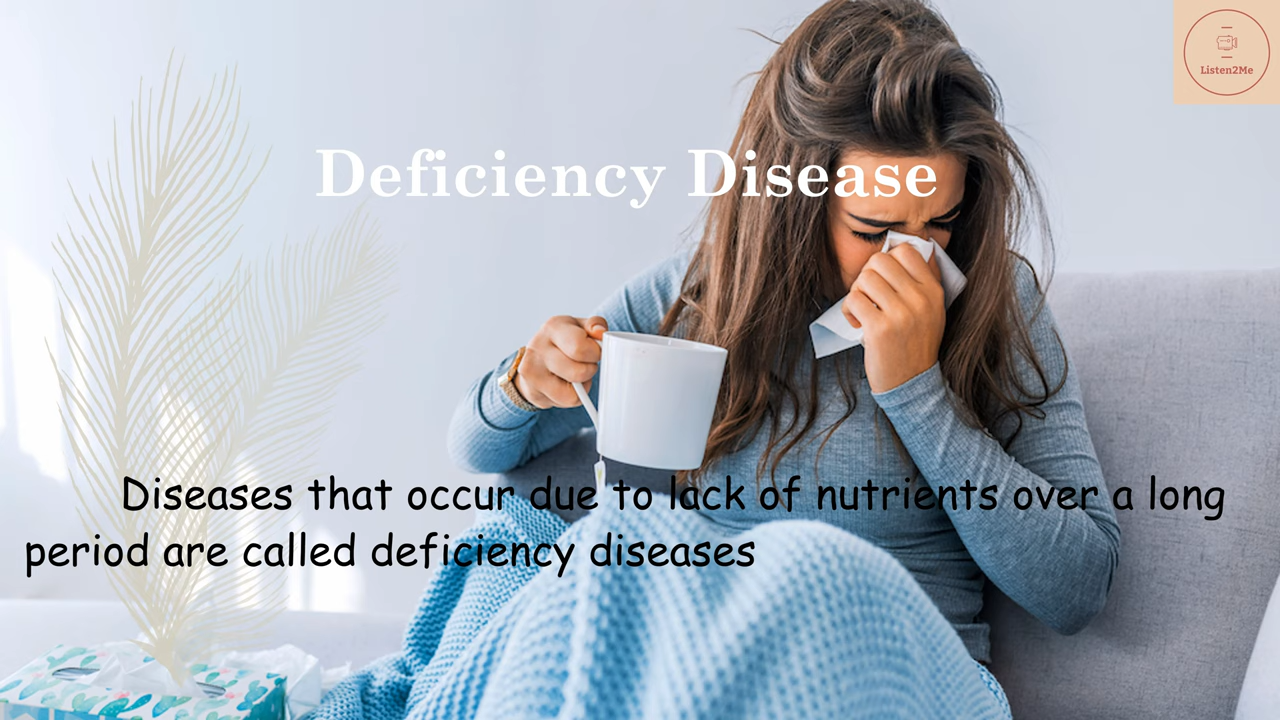 Listen2Me
Deficiency Disease
Diseases that occur due to lack of nutrients over a long
period are called deficiency diseases